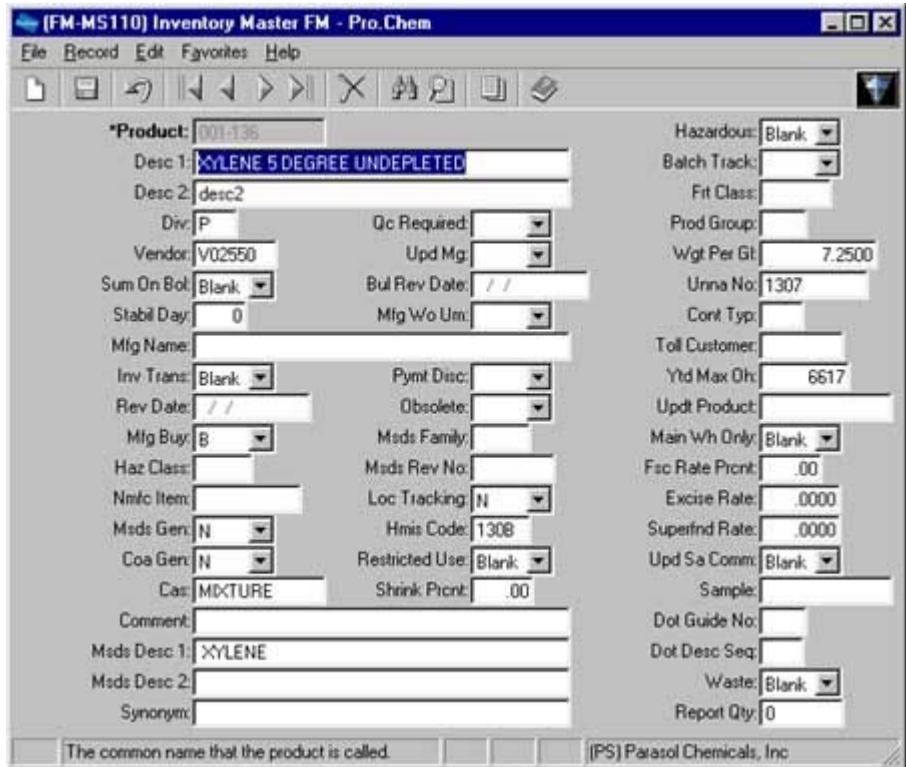 (FM-MS110) Inventory Master FM - Pro.Chem
File Record Edit Favorites Help
*Product: 001-136 Hazardous: Blank
Desc 1: XYLENE 5 DEGREE UNDEPLETED Batch Track:
Desc 2: desc2 Frt Class:
Div: P Qc Required: Prod Group:
Vendor: V02550 Upd Mg: Wgt Per Gl: 7.2500
Sum On Bol: Blank Bul Rev Date: / / Unna No: 1307
Stabil Day: 0 Mfg Wo Um: Cont Typ:
Mfg Name: Toll Customer:
Inv Trans: Blank Pymt Disc: Ytd Max Oh: 6617
Rev Date: / / Obsolete: Updt Product:
Mfg Buy: B Msds Family: Main Wh Only: Blank
Haz Class: Msds Rev No: Fsc Rate Prcnt: .00
Nmfc Item: Loc Tracking: N Excise Rate: .0000
Msds Gen: N Hmis Code: 130B Superfnd Rate: .0000
Coa Gen: N Restricted Use: Blank Upd Sa Comm: Blank
Cas: MIXTURE Shrink Prcnt: .00 Sample:
Comment: Dot Guide No:
Msds Desc 1: XYLENE Dot Desc Seq:
Msds Desc 2: Waste: Blank
Synonym: Report Qty: 0
The common name that the product is called. (PS) Parasol Chemicals, Inc